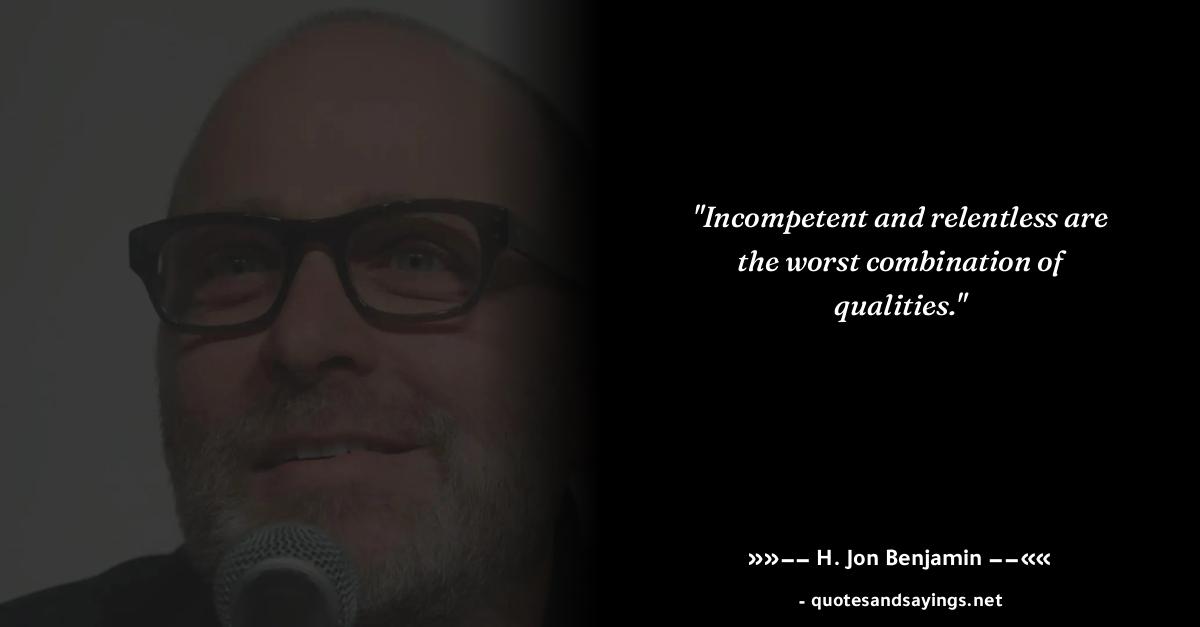 "Incompetent and relentless are
the worst combination of
qualities."
»»−− H. Jon Benjamin −−««
- quotesandsayings.net